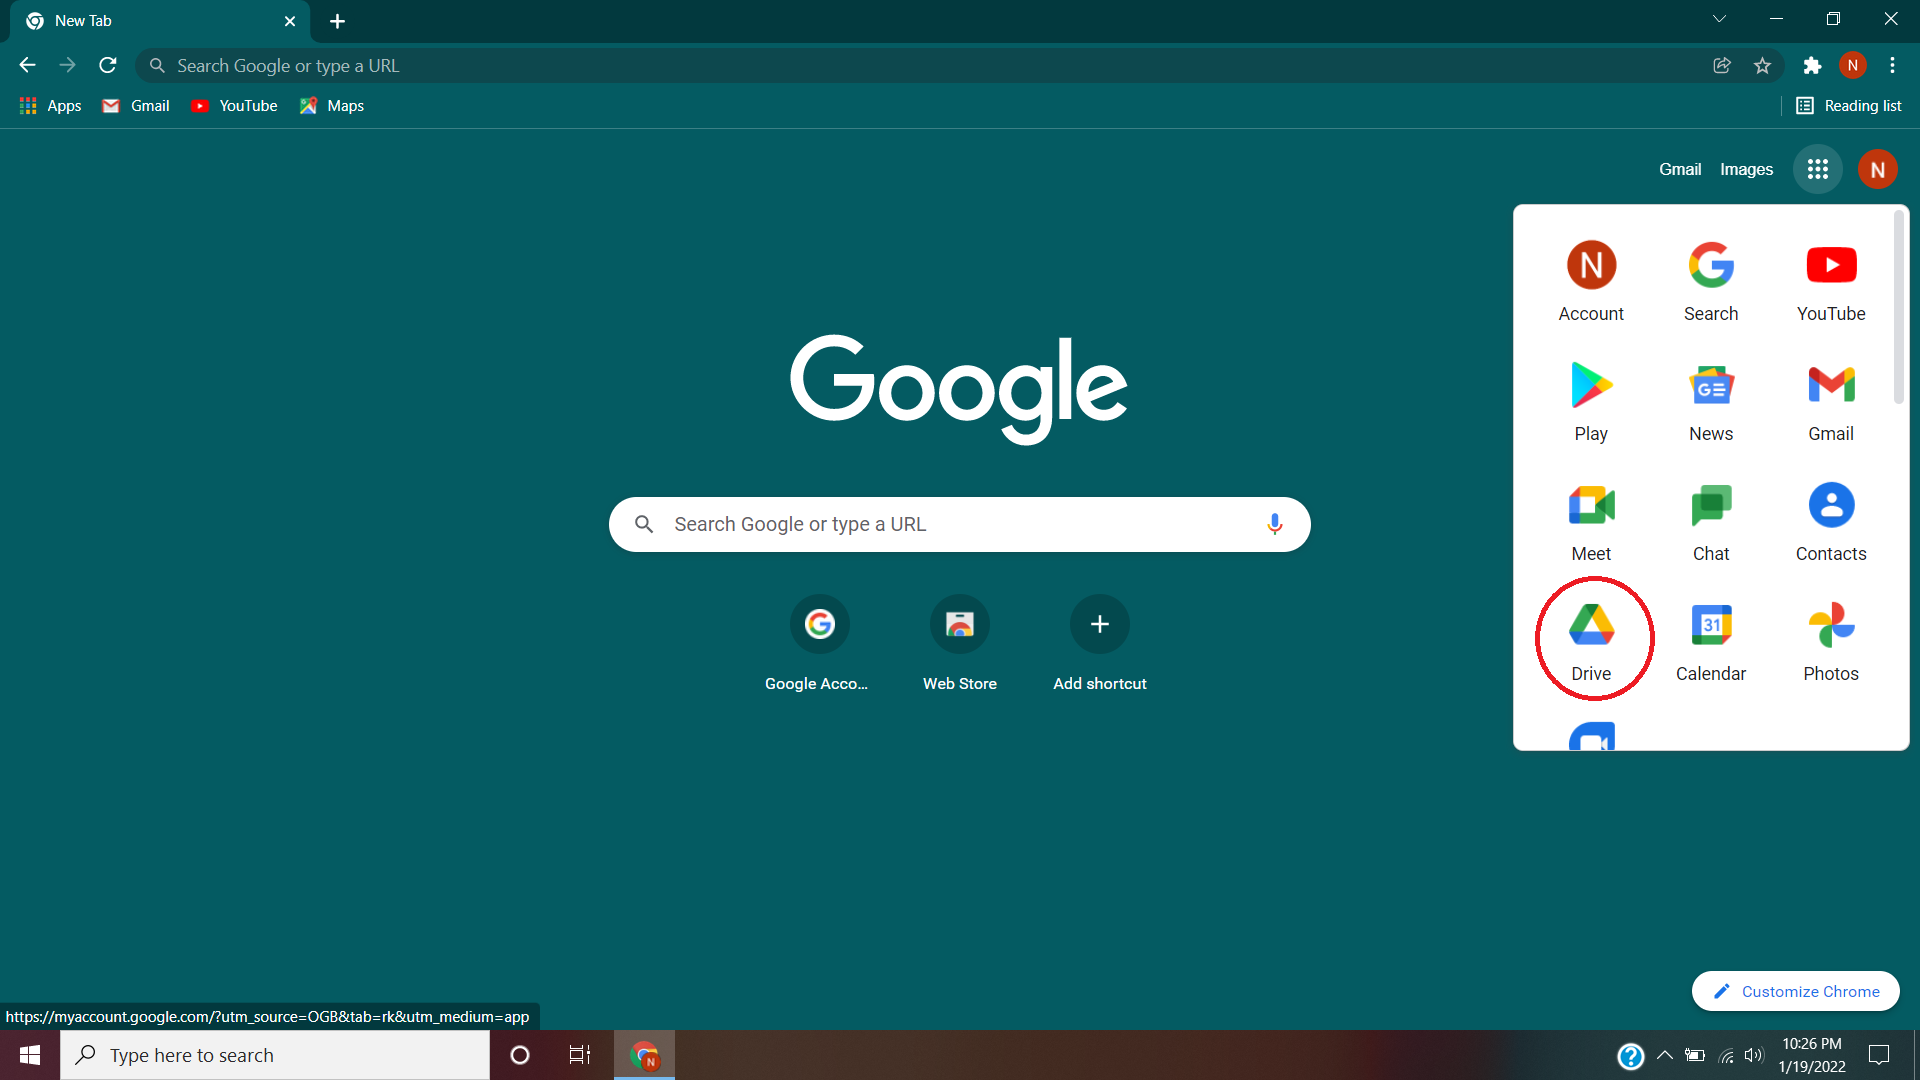 New Tab
Search Google or type a URL
N
Apps
Gmail
YouTube
Maps
Reading list
Gmail
Images
N
N
G
Account
Search
YouTube
GE
Play
News
Gmail
Google
Meet
Chat
Contacts
Search Google or type a URL
31
Drive
Calendar
Photos
G
Google Acco...
Web Store
Add shortcut
Customize Chrome
https://myaccount.google.com/?utm_source=OGB&tab=rk&utm_medium=app
Type here to search
N
?
10:26 PM
1/19/2022